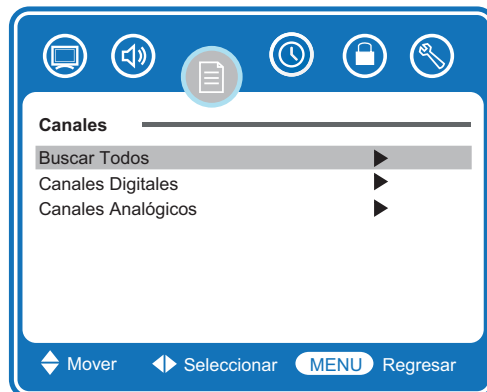 Canales
Buscar Todos
Canales Digitales
Canales Analógicos
Mover Seleccionar MENU Regresar